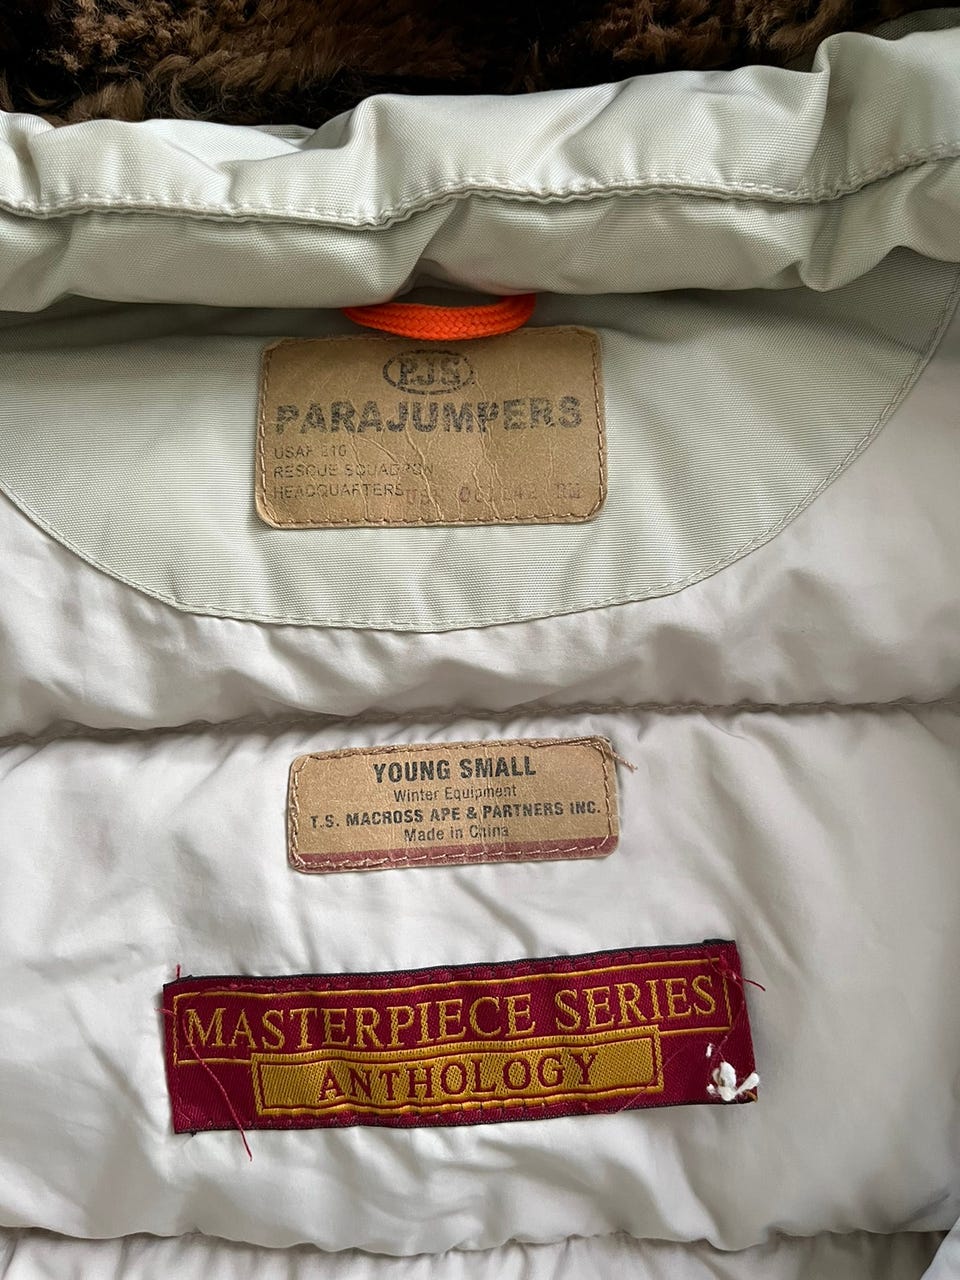 PJS
PARAJUMPERS
USAF 210
RESCUE SQUADRON
HEADQUARTERS
YOUNG SMALL
Winter Equipment
T.S. MACROSS APE & PARTNERS INC.
Made in China
MASTERPIECE SERIES
ANTHOLOGY